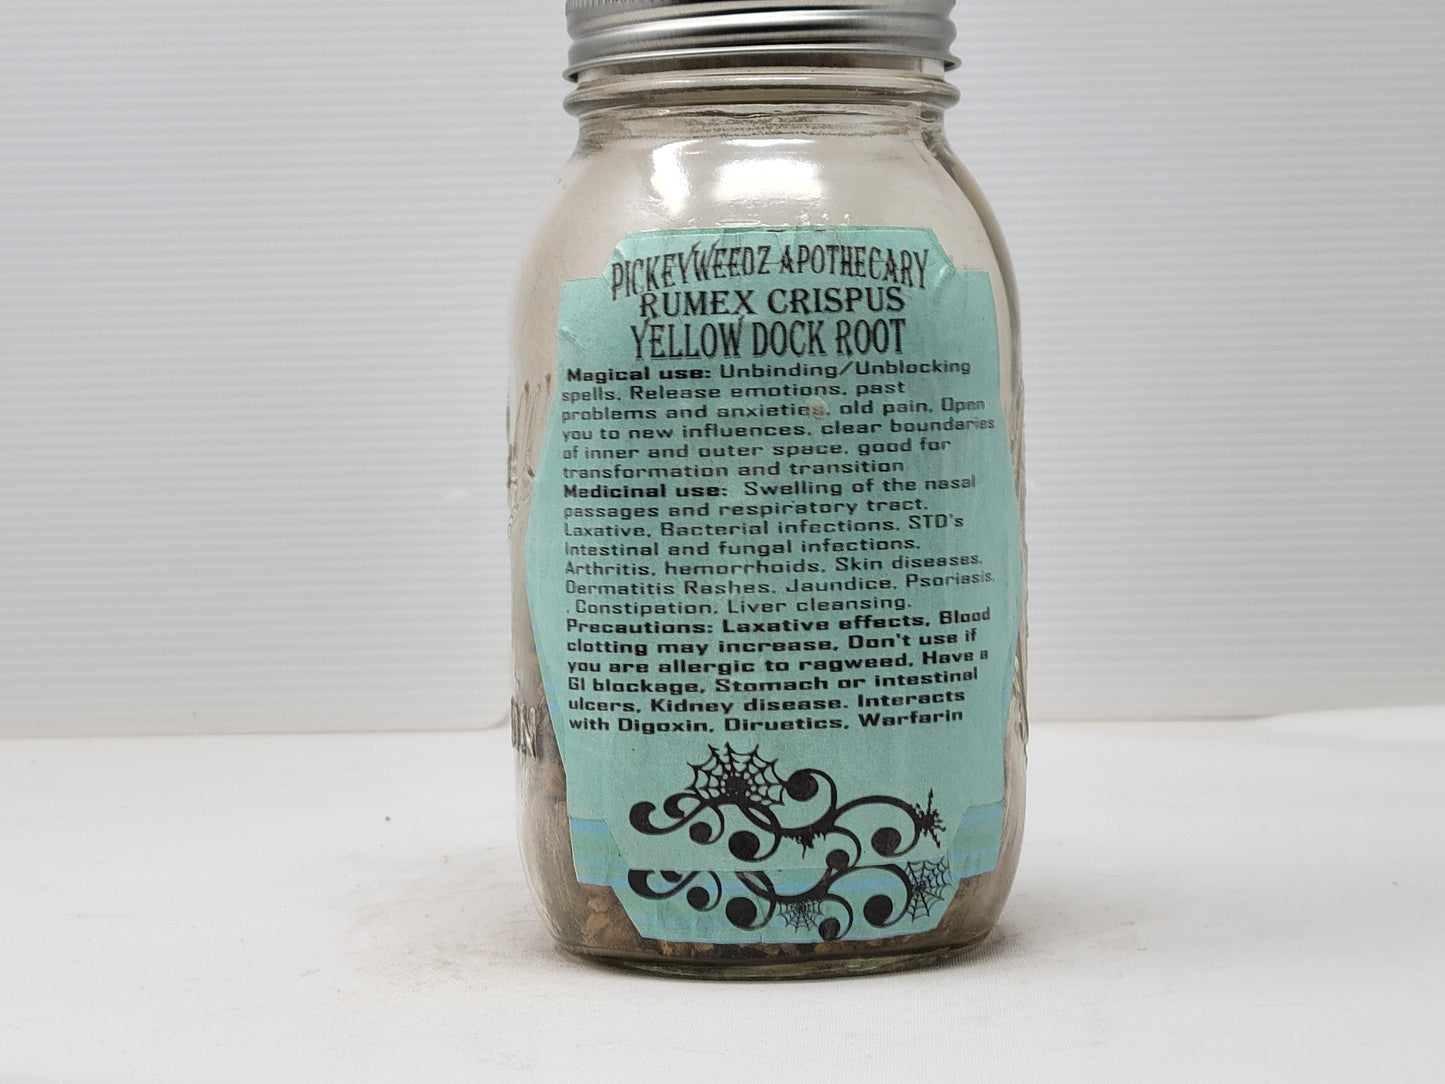 PICKEYWEEDZ APOTHECARY
RUMEX CRISPUS
YELLOW DOCK ROOT
Magical use: Unbinding/Unblocking
spells, Release emotions, past
problems and anxieties, old pain, Open
you to new influences, clear boundaries
of inner and outer space, good for
transformation and transition
Medicinal use: Swelling of the nasal
passages and respiratory tract,
Laxative, Bacterial infections, STD's
Intestinal and fungal infections,
Arthritis, hemorrhoids, Skin diseases,
Dermatitis Rashes, Jaundice, Psoriasis,
, Constipation, Liver cleansing.
Precautions: Laxative effects, Blood
clotting may increase, Don't use if
you are allergic to ragweed, Have a
GI blockage, Stomach or intestinal
ulcers, Kidney disease. Interacts
with Digoxin, Diruetics, Warfarin